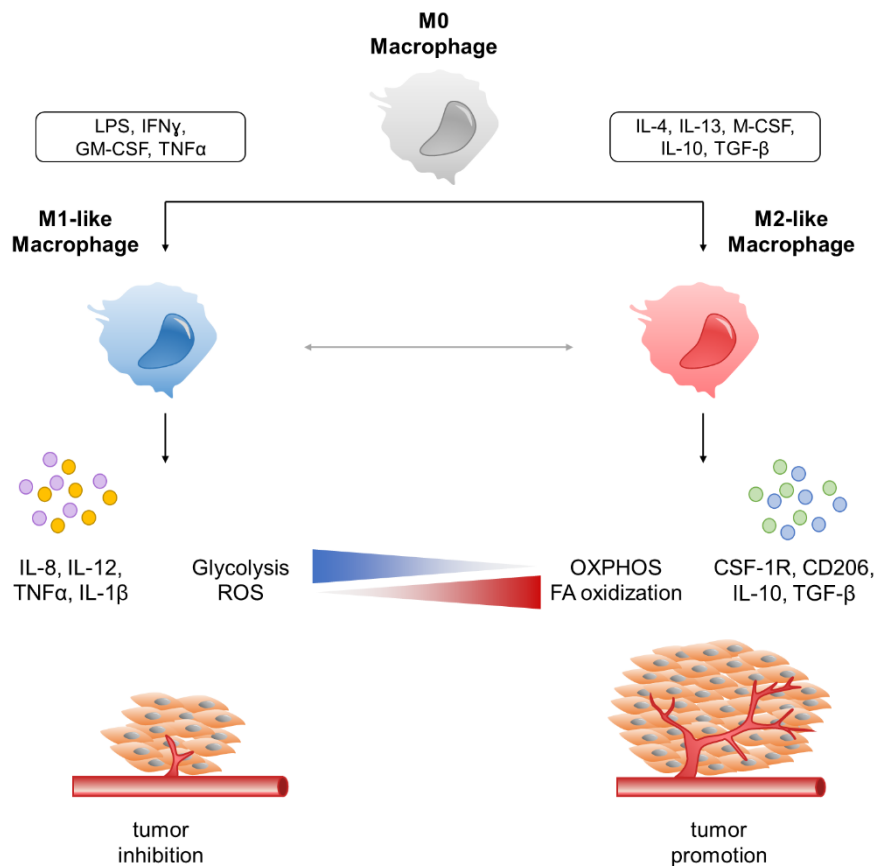 M0
Macrophage
LPS, IFNɣ,
GM-CSF, TNFα
IL-4, IL-13, M-CSF,
IL-10, TGF-β
M1-like
Macrophage
M2-like
Macrophage
IL-8, IL-12,
TNFα, IL-1β
Glycolysis
ROS
OXPHOS
FA oxidization
CSF-1R, CD206,
IL-10, TGF-β
tumor
inhibition
tumor
promotion